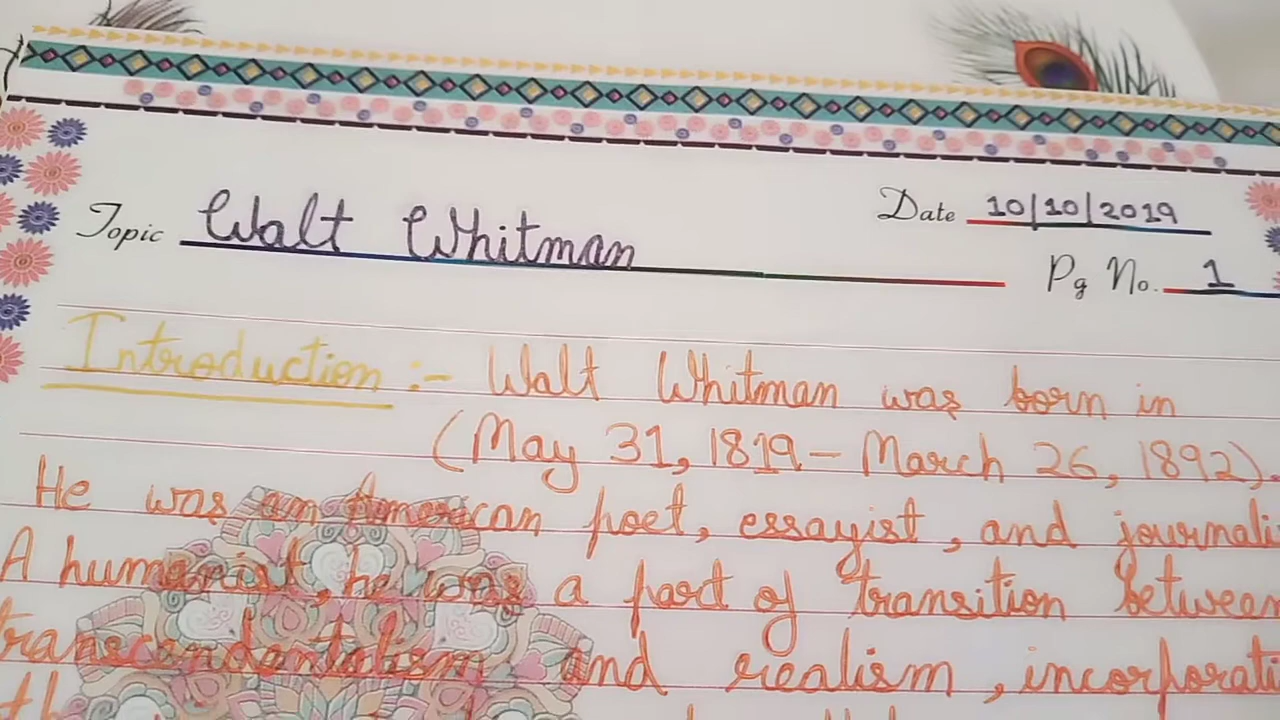 Topic Walt Whitman
Date 10/10/2019
Pg No. 1
Introduction :- Walt Whitman was born in
(May 31, 1819 – March 26, 1892).
He was an American poet, essayist, and journali
A humanist, he was a part of transition between
transcendentalism and realism, incorporati